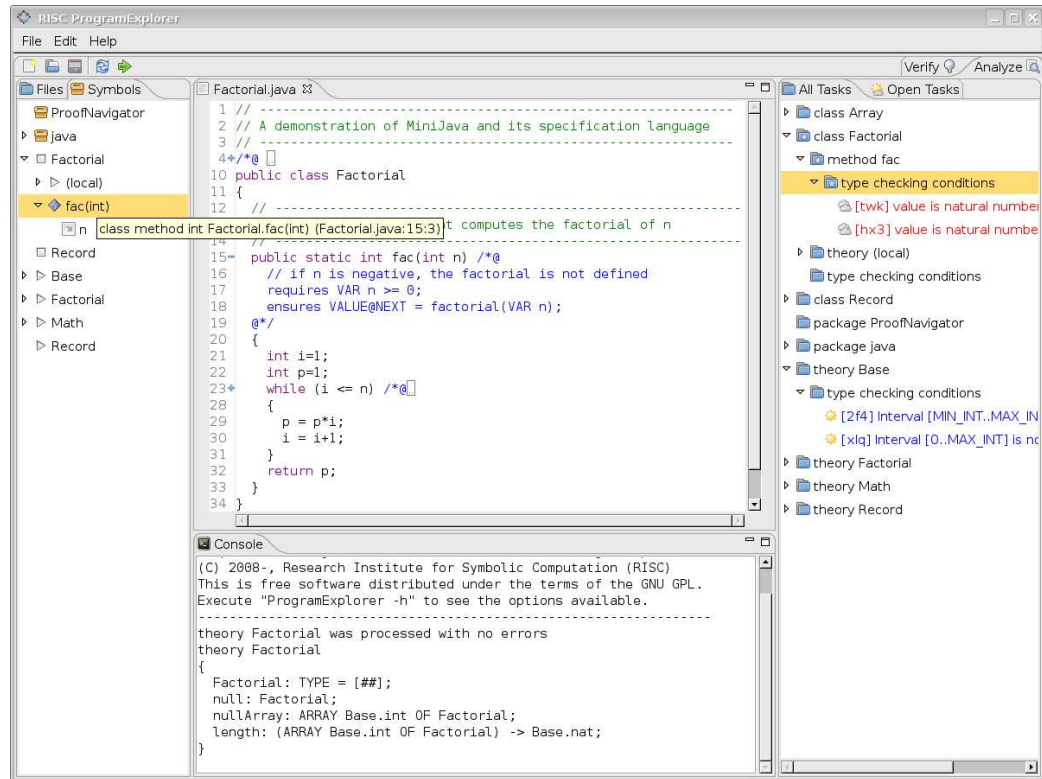 RISC ProgramExplorer
File Edit Help
Verify Analyze
Files Symbols
ProofNavigator
java
Factorial
(local)
fac(int)
n
Record
Base
Factorial
Math
Record
class method int Factorial.fac(int) (Factorial.java:15:3)
Factorial.java
1 // ------------------------------------------------------------
2 // A demonstration of MiniJava and its specification language
3 // ------------------------------------------------------------
4 /*@
10 public class Factorial
11 {
12 // ------------------------------------------------------------
t computes the factorial of n
14 // ------------------------------------------------------------
15 public static int fac(int n) /*@
16 // if n is negative, the factorial is not defined
17 requires VAR n >= 0;
18 ensures VALUE@NEXT = factorial(VAR n);
19 @*/
20 {
21 int i=1;
22 int p=1;
23 while (i <= n) /*@
28 {
29 p = p*i;
30 i = i+1;
31 }
32 return p;
33 }
34 }
Console
(C) 2008-, Research Institute for Symbolic Computation (RISC)
This is free software distributed under the terms of the GNU GPL.
Execute "ProgramExplorer -h" to see the options available.
------------------------------------------------------------------
theory Factorial was processed with no errors
theory Factorial
{
Factorial: TYPE = [##];
null: Factorial;
nullArray: ARRAY Base.int OF Factorial;
length: (ARRAY Base.int OF Factorial) -> Base.nat;
}
All Tasks Open Tasks
class Array
class Factorial
method fac
type checking conditions
[twk] value is natural number
[hx3] value is natural numbe
theory (local)
type checking conditions
class Record
package ProofNavigator
package java
theory Base
type checking conditions
[2f4] Interval [MIN_INT..MAX_IN
[xlq] Interval [0..MAX_INT] is no
theory Factorial
theory Math
theory Record